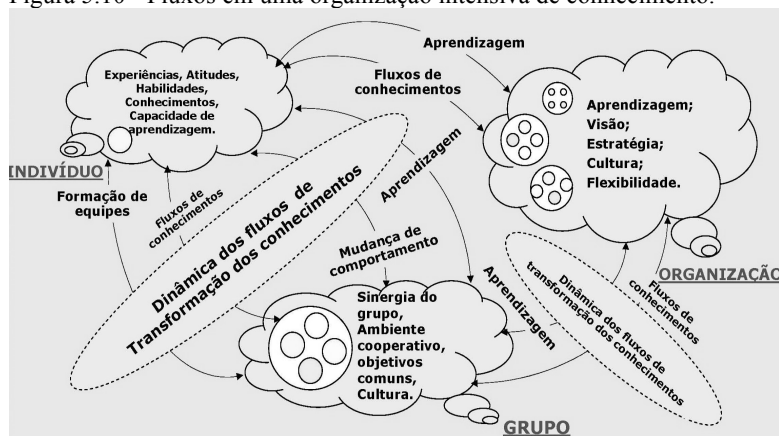 Figura 3.10 - Fluxos em uma organização intensiva de conhecimento.
Aprendizagem
Fluxos de
conhecimentos
Experiências, Atitudes,
Habilidades,
Conhecimentos,
Capacidade de
aprendizagem.
INDIVÍDUO
Aprendizagem;
Visão;
Estratégia;
Cultura;
Flexibilidade.
ORGANIZAÇÃO
Formação de
equipes
Fluxos de
conhecimentos
Dinâmica dos fluxos de
Transformação dos conhecimentos
Aprendizagem
Mudança de
comportamento
Sinergia do
grupo,
Ambiente
cooperativo,
objetivos
comuns,
Cultura.
GRUPO
Aprendizagem
Dinâmica dos fluxos de
transformação dos conhecimentos
Fluxos de
conhecimentos